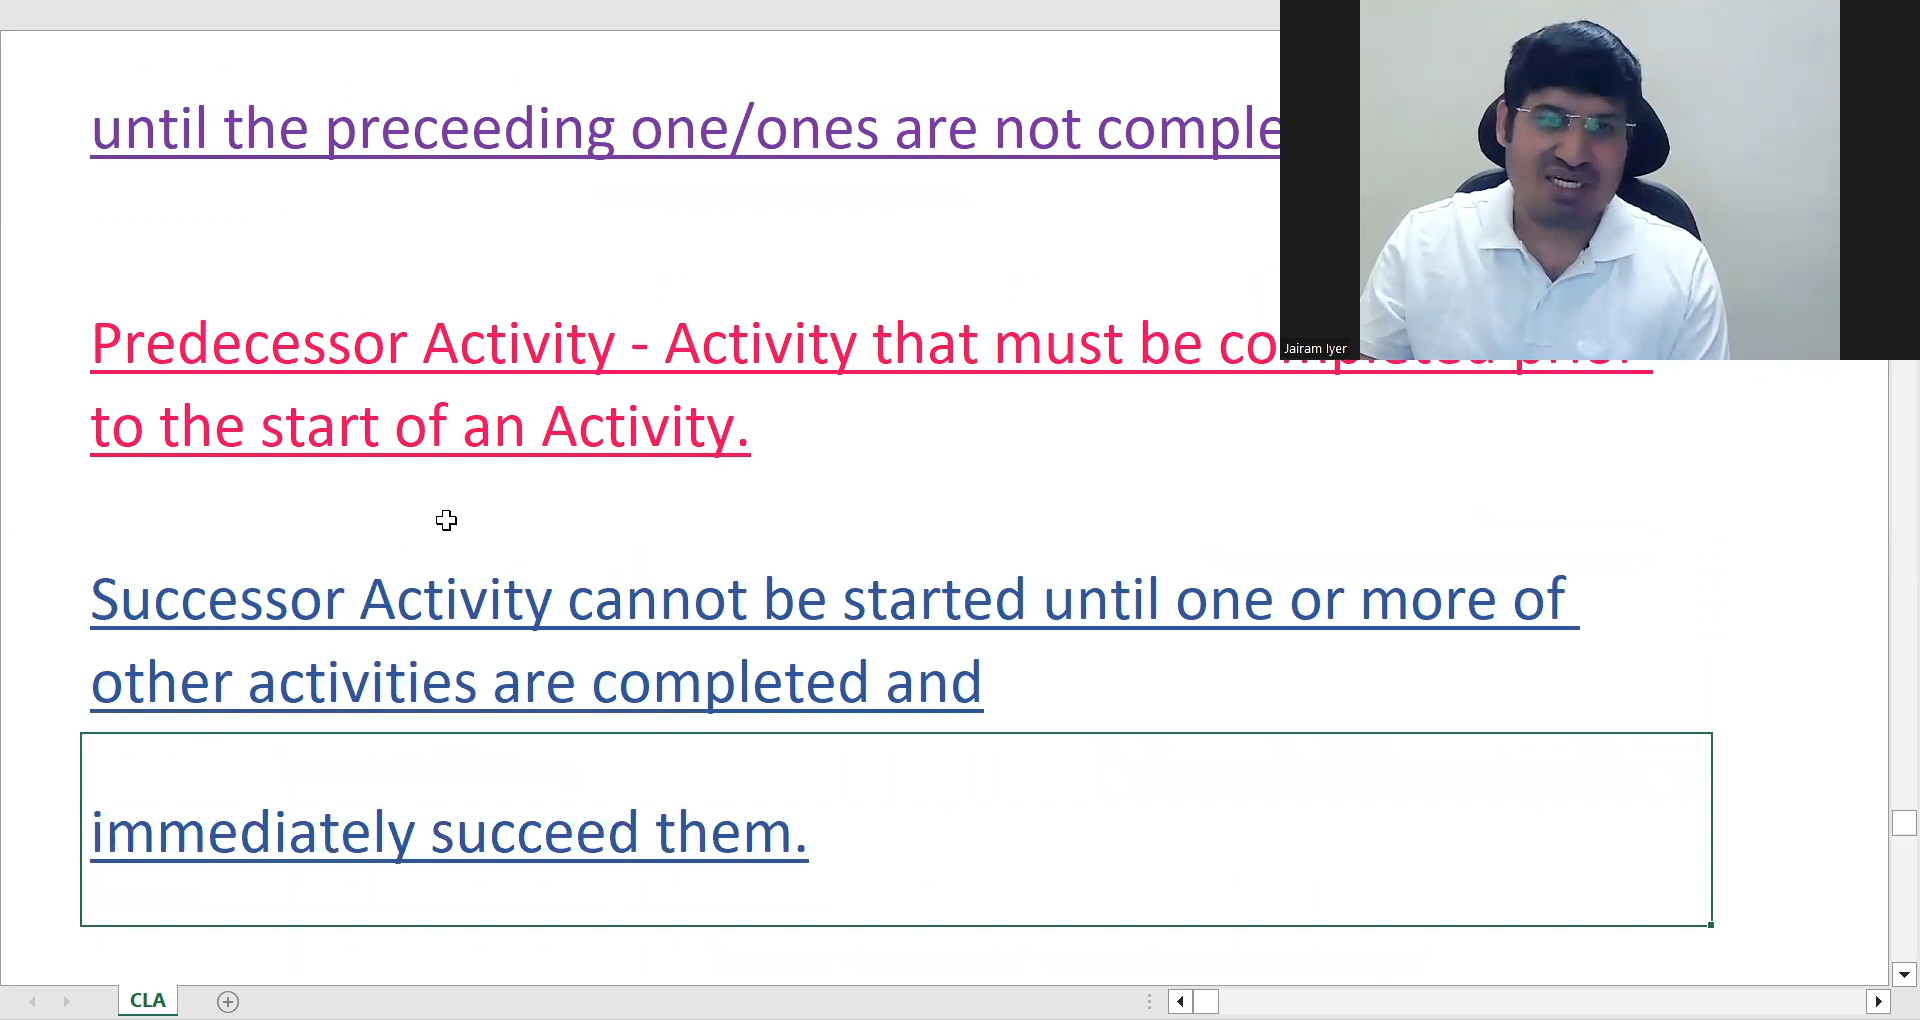 until the preceeding one/ones are not
Predecessor Activity - Activity that must be completed prior
to the start of an Activity.
Successor Activity cannot be started until one or more of
other activities are completed and
immediately succeed them.
Jairam Iyer
CLA